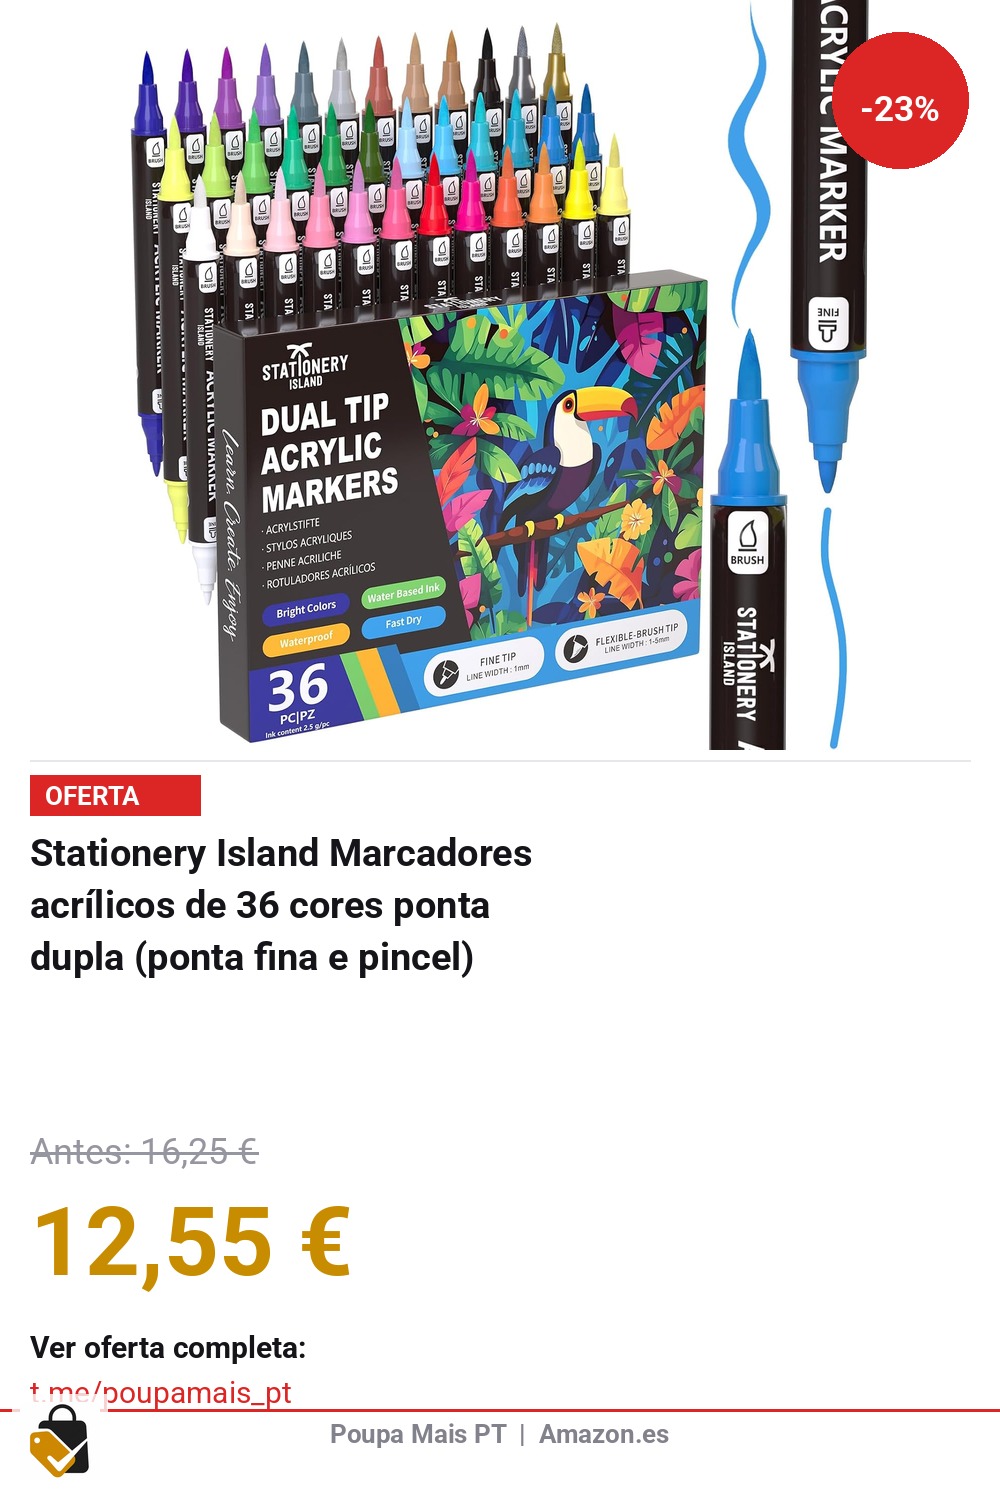 -23%
ACRYLIC MARKER
FINE
BRUSH
STATIONERY
ISLAND
STATIONERY
ISLAND
DUAL TIP
ACRYLIC
MARKERS
· ACRYLSTIFTE
· STYLOS ACRYLIQUES
· PENNE ACRILICHE
· ROTULADORES ACRÍLICOS
Bright Colors
Water Based Ink
Waterproof
Fast Dry
Learn. Create. Enjoy.
36
PC|PZ
Ink content 2.5 g/pc
FINE TIP
LINE WIDTH : 1mm
FLEXIBLE-BRUSH TIP
LINE WIDTH : 1-5mm
OFERTA
Stationery Island Marcadores
acrílicos de 36 cores ponta
dupla (ponta fina e pincel)
Antes: 16,25 €
12,55 €
Ver oferta completa:
t.me/poupamais_pt
Poupa Mais PT | Amazon.es